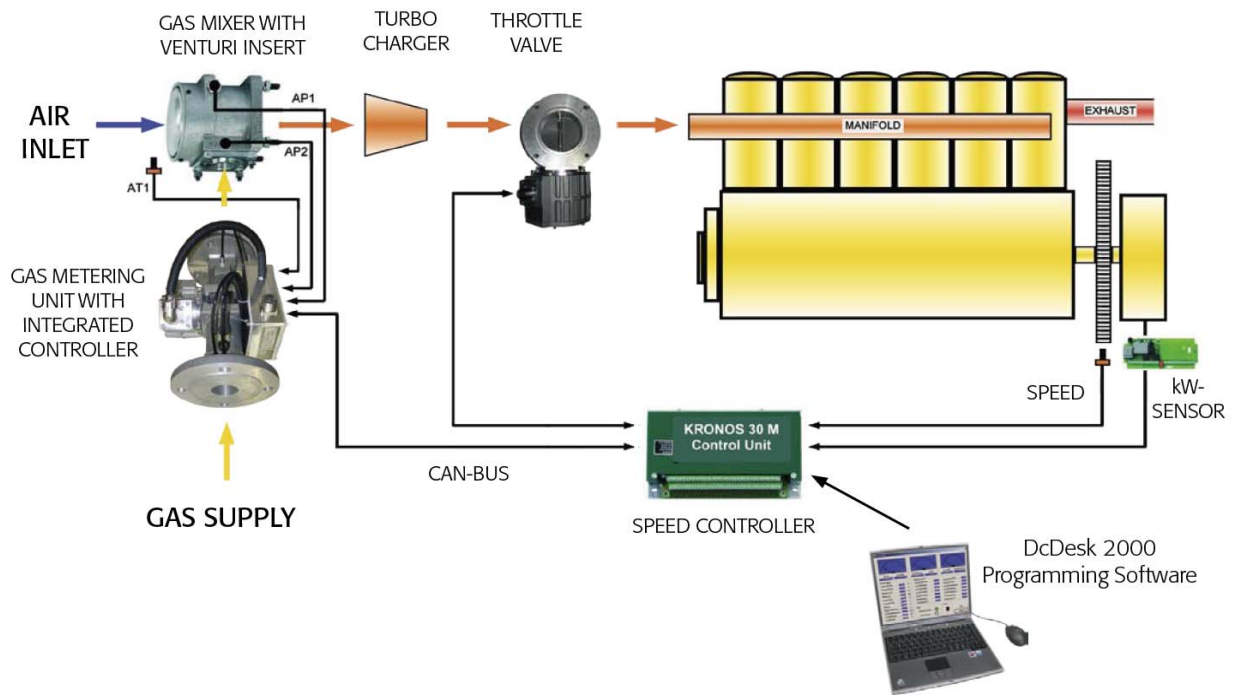 GAS MIXER WITH
VENTURI INSERT
TURBO
CHARGER
THROTTLE
VALVE
AIR
INLET
AP1
AP2
AT1
MANIFOLD
EXHAUST
GAS METERING
UNIT WITH
INTEGRATED
CONTROLLER
SPEED
kW-
SENSOR
KRONOS 30 M
Control Unit
CAN-BUS
GAS SUPPLY
SPEED CONTROLLER
DcDesk 2000
Programming Software